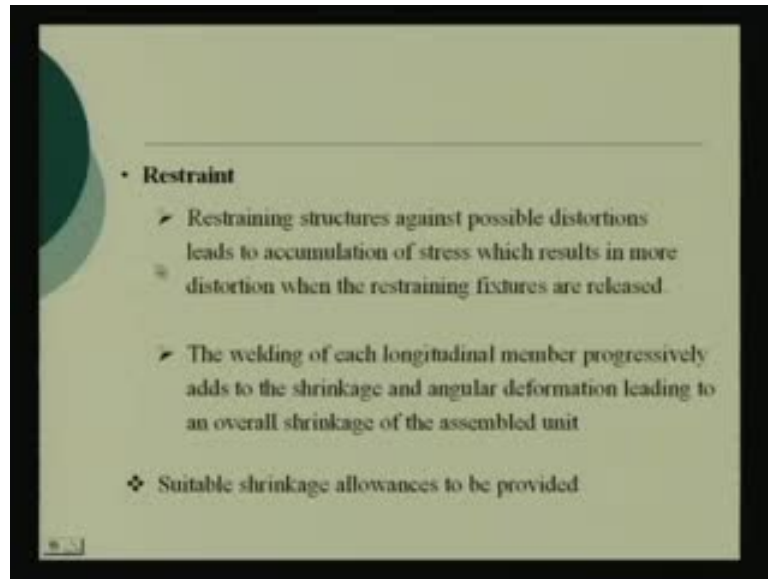 • Restraint
➤ Restraining structures against possible distortions
leads to accumulation of stress which results in more
distortion when the restraining fixtures are released
➤ The welding of each longitudinal member progressively
adds to the shrinkage and angular deformation leading to
an overall shrinkage of the assembled unit
❖ Suitable shrinkage allowances to be provided